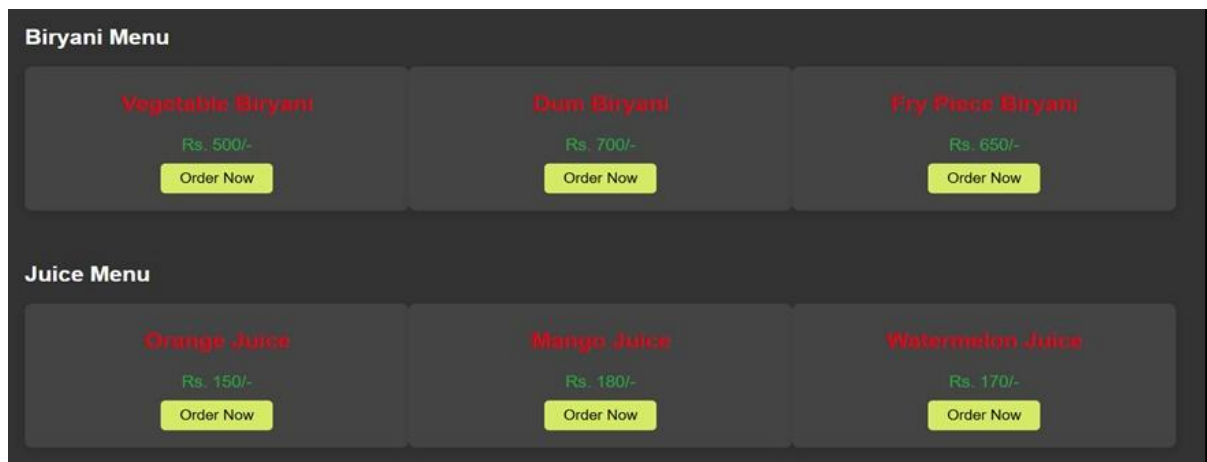 Biryani Menu
Vegetable Biryani Dum Biryani Fry Piece Biryani
Rs. 500/- Rs. 700/- Rs. 650/-
Order Now Order Now Order Now
Juice Menu
Orange Juice Mango Juice Watermelon Juice
Rs. 150/- Rs. 180/- Rs. 170/-
Order Now Order Now Order Now